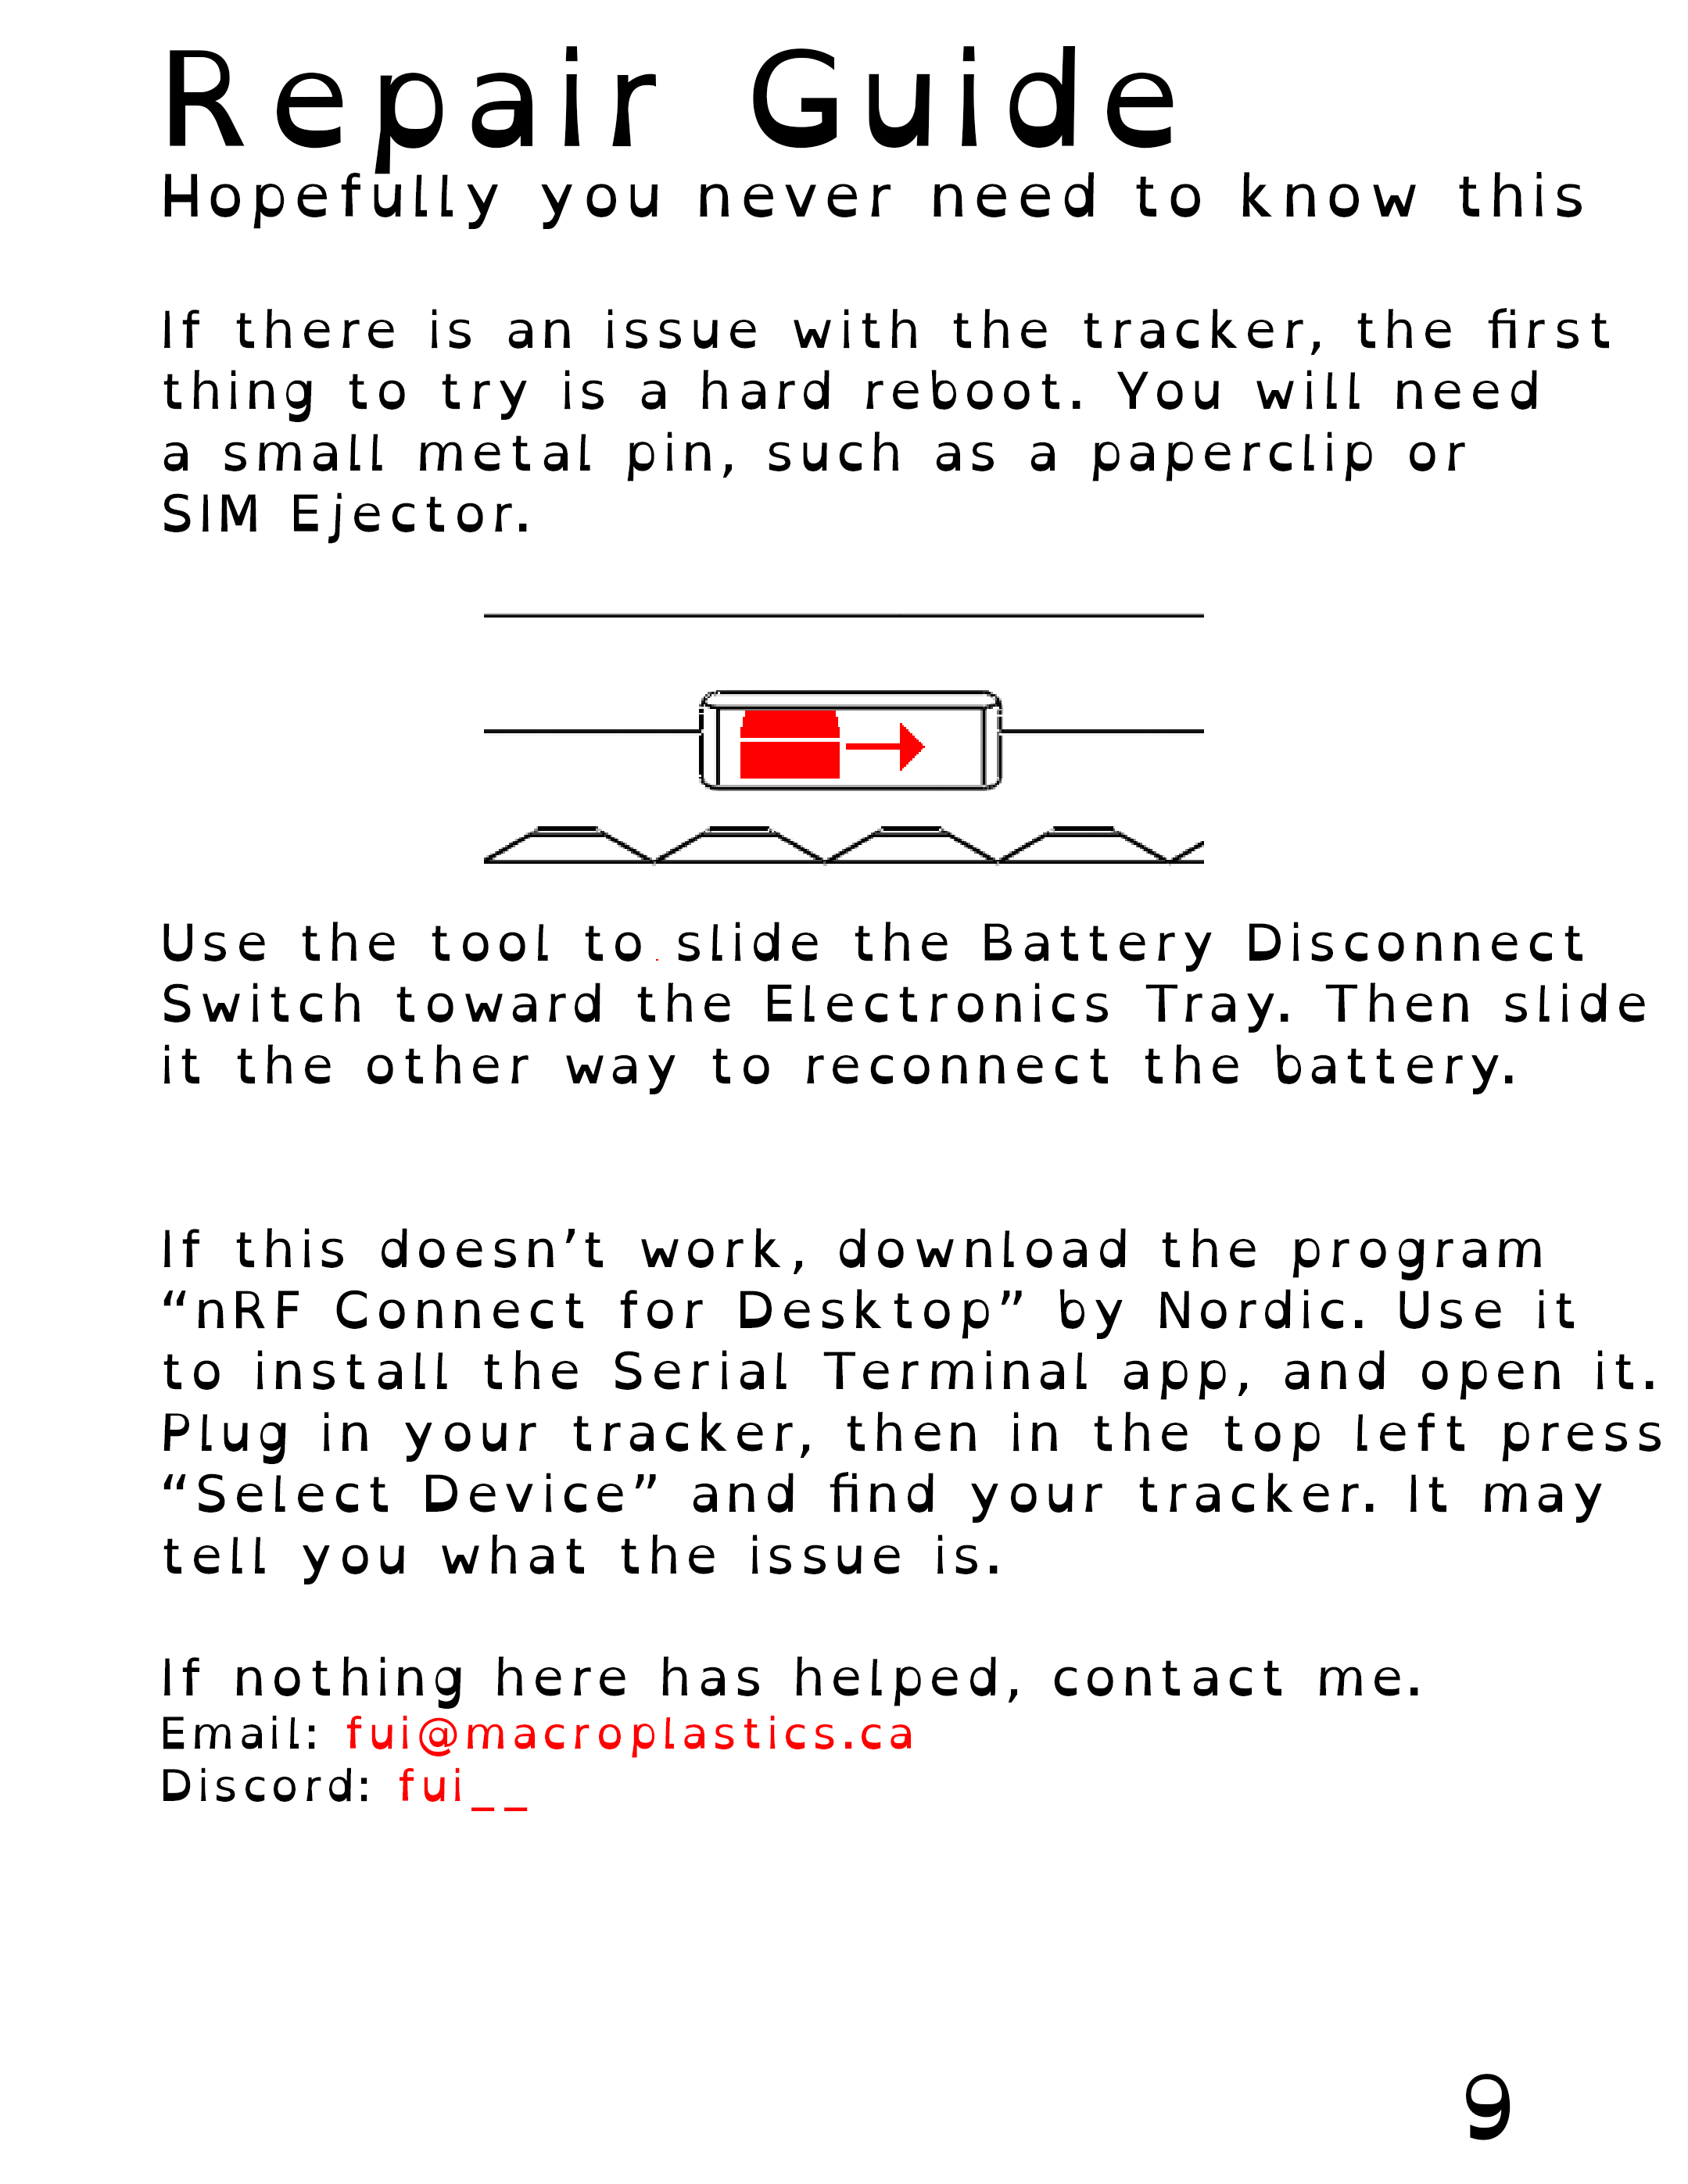 Repair Guide
Hopefully you never need to know this
If there is an issue with the tracker, the first
thing to try is a hard reboot. You will need
a small metal pin, such as a paperclip or
SIM Ejector.
Use the tool to slide the Battery Disconnect
Switch toward the Electronics Tray. Then slide
it the other way to reconnect the battery.
If this doesn’t work, download the program
“nRF Connect for Desktop” by Nordic. Use it
to install the Serial Terminal app, and open it.
Plug in your tracker, then in the top left press
“Select Device” and find your tracker. It may
tell you what the issue is.
If nothing here has helped, contact me.
Email: fui@macroplastics.ca
Discord: fui__
9